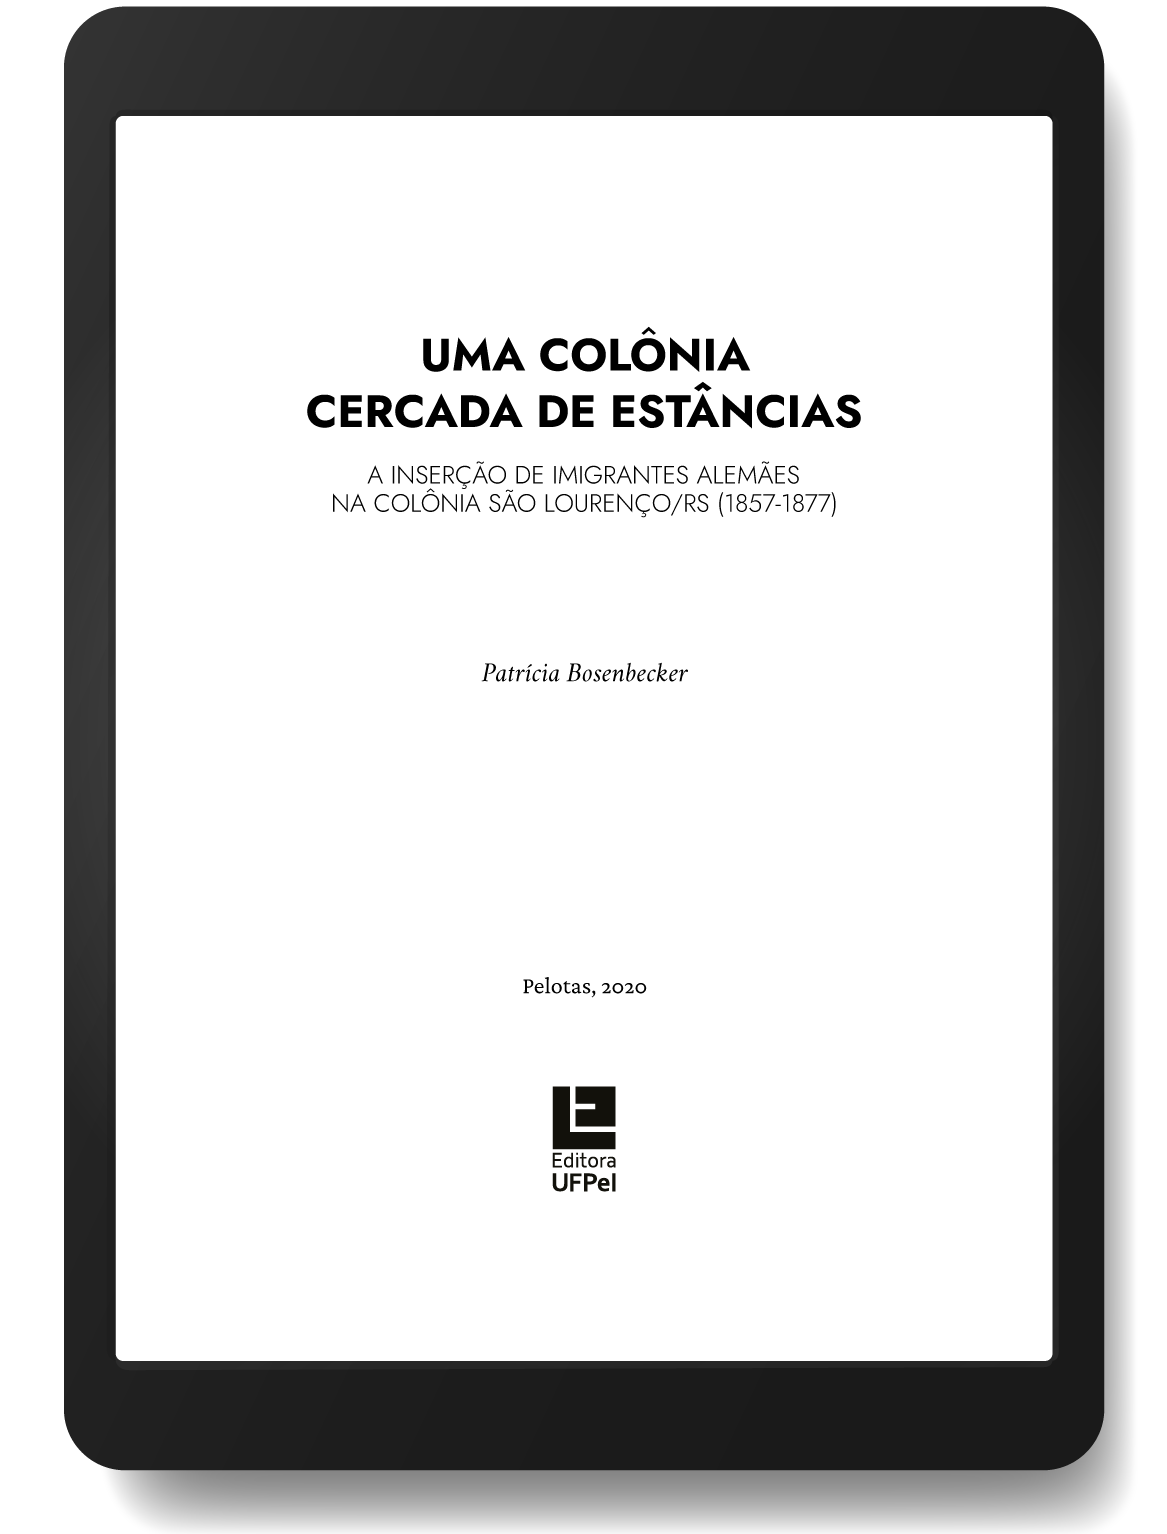 UMA COLÔNIA
CERCADA DE ESTÂNCIAS
A INSERÇÃO DE IMIGRANTES ALEMÃES
NA COLÔNIA SÃO LOURENÇO/RS (1857-1877)
Patrícia Bosenbecker
Pelotas, 2020
Editora
UFPel